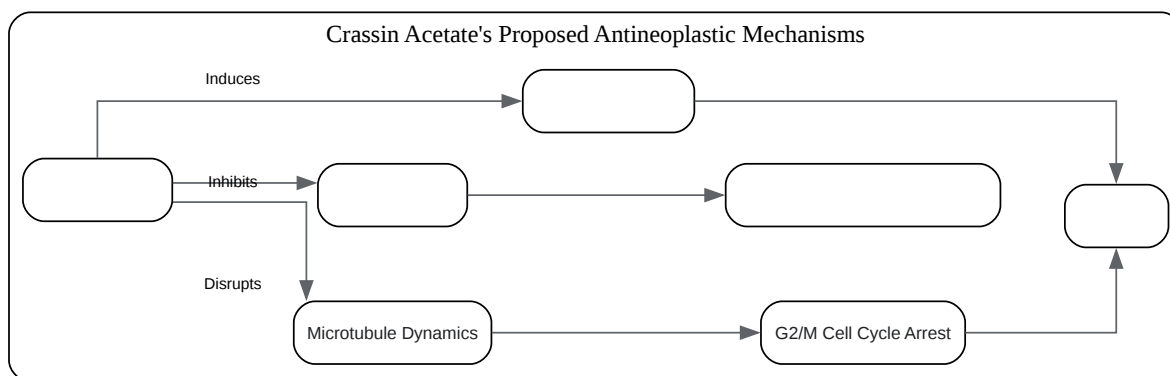 Crassin Acetate's Proposed Antineoplastic Mechanisms
Induces
Inhibits
Disrupts
Microtubule Dynamics
G2/M Cell Cycle Arrest